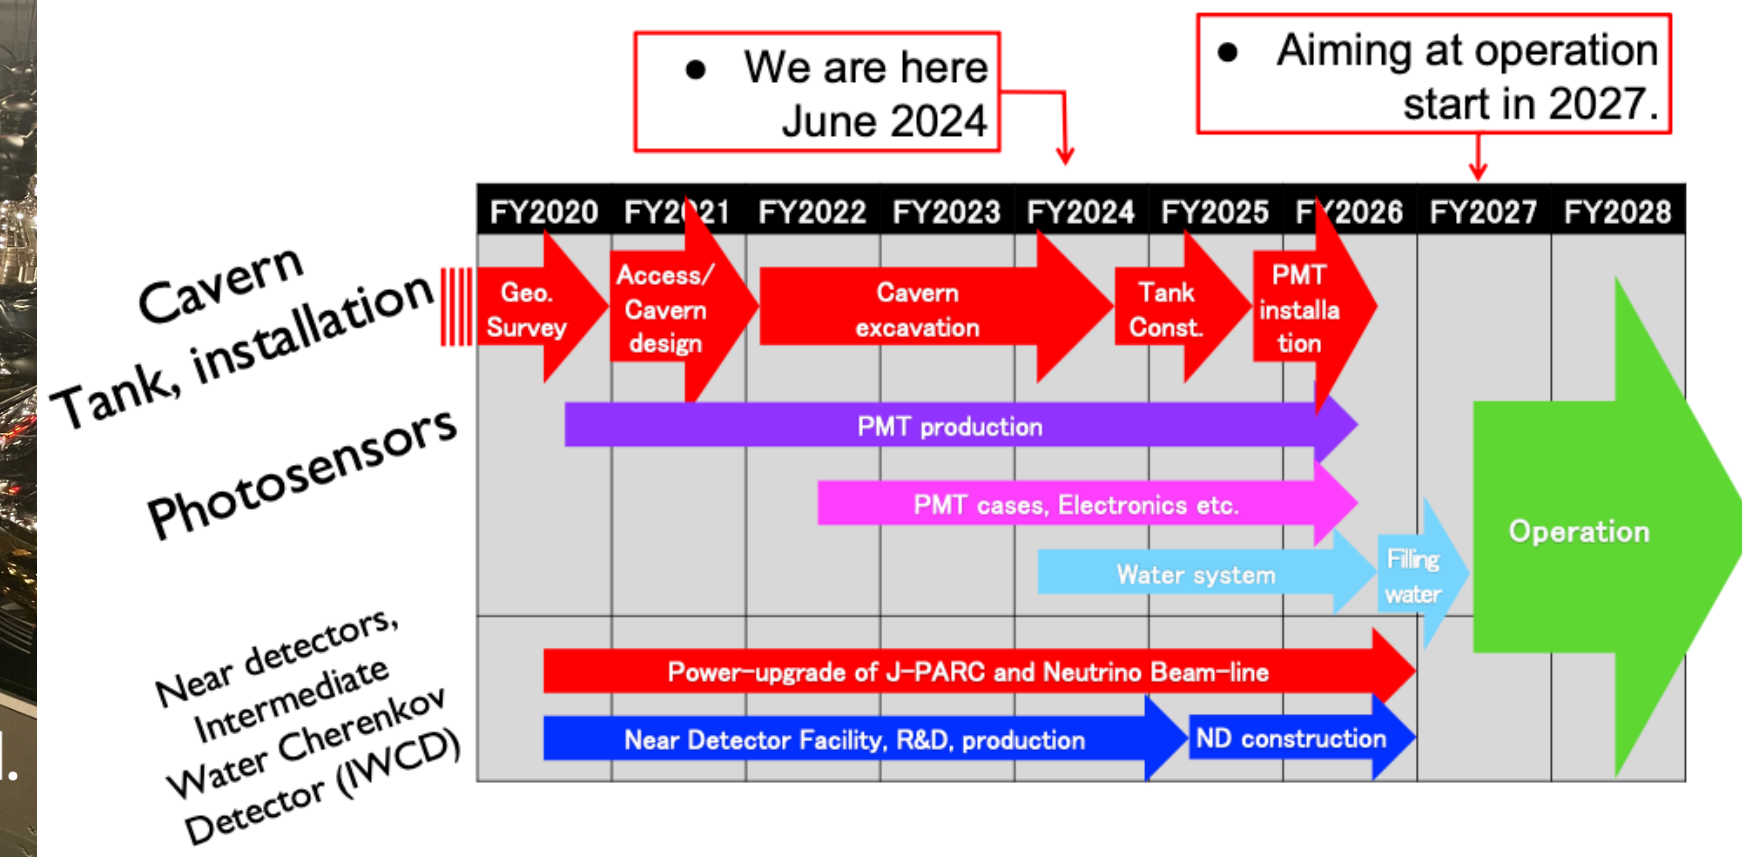 ● We are here
June 2024
● Aiming at operation
start in 2027.
FY2020 FY2021 FY2022 FY2023 FY2024 FY2025 FY2026 FY2027 FY2028
Cavern
Tank, installation
Geo.
Survey
Access/
Cavern
design
Cavern
excavation
Tank
Const.
PMT
installa
tion
Photosensors
PMT production
PMT cases, Electronics etc.
Water system
Filling
water
Operation
Near detectors,
Intermediate
Water Cherenkov
Detector (IWCD)
Power-upgrade of J-PARC and Neutrino Beam-line
Near Detector Facility, R&D, production
ND construction